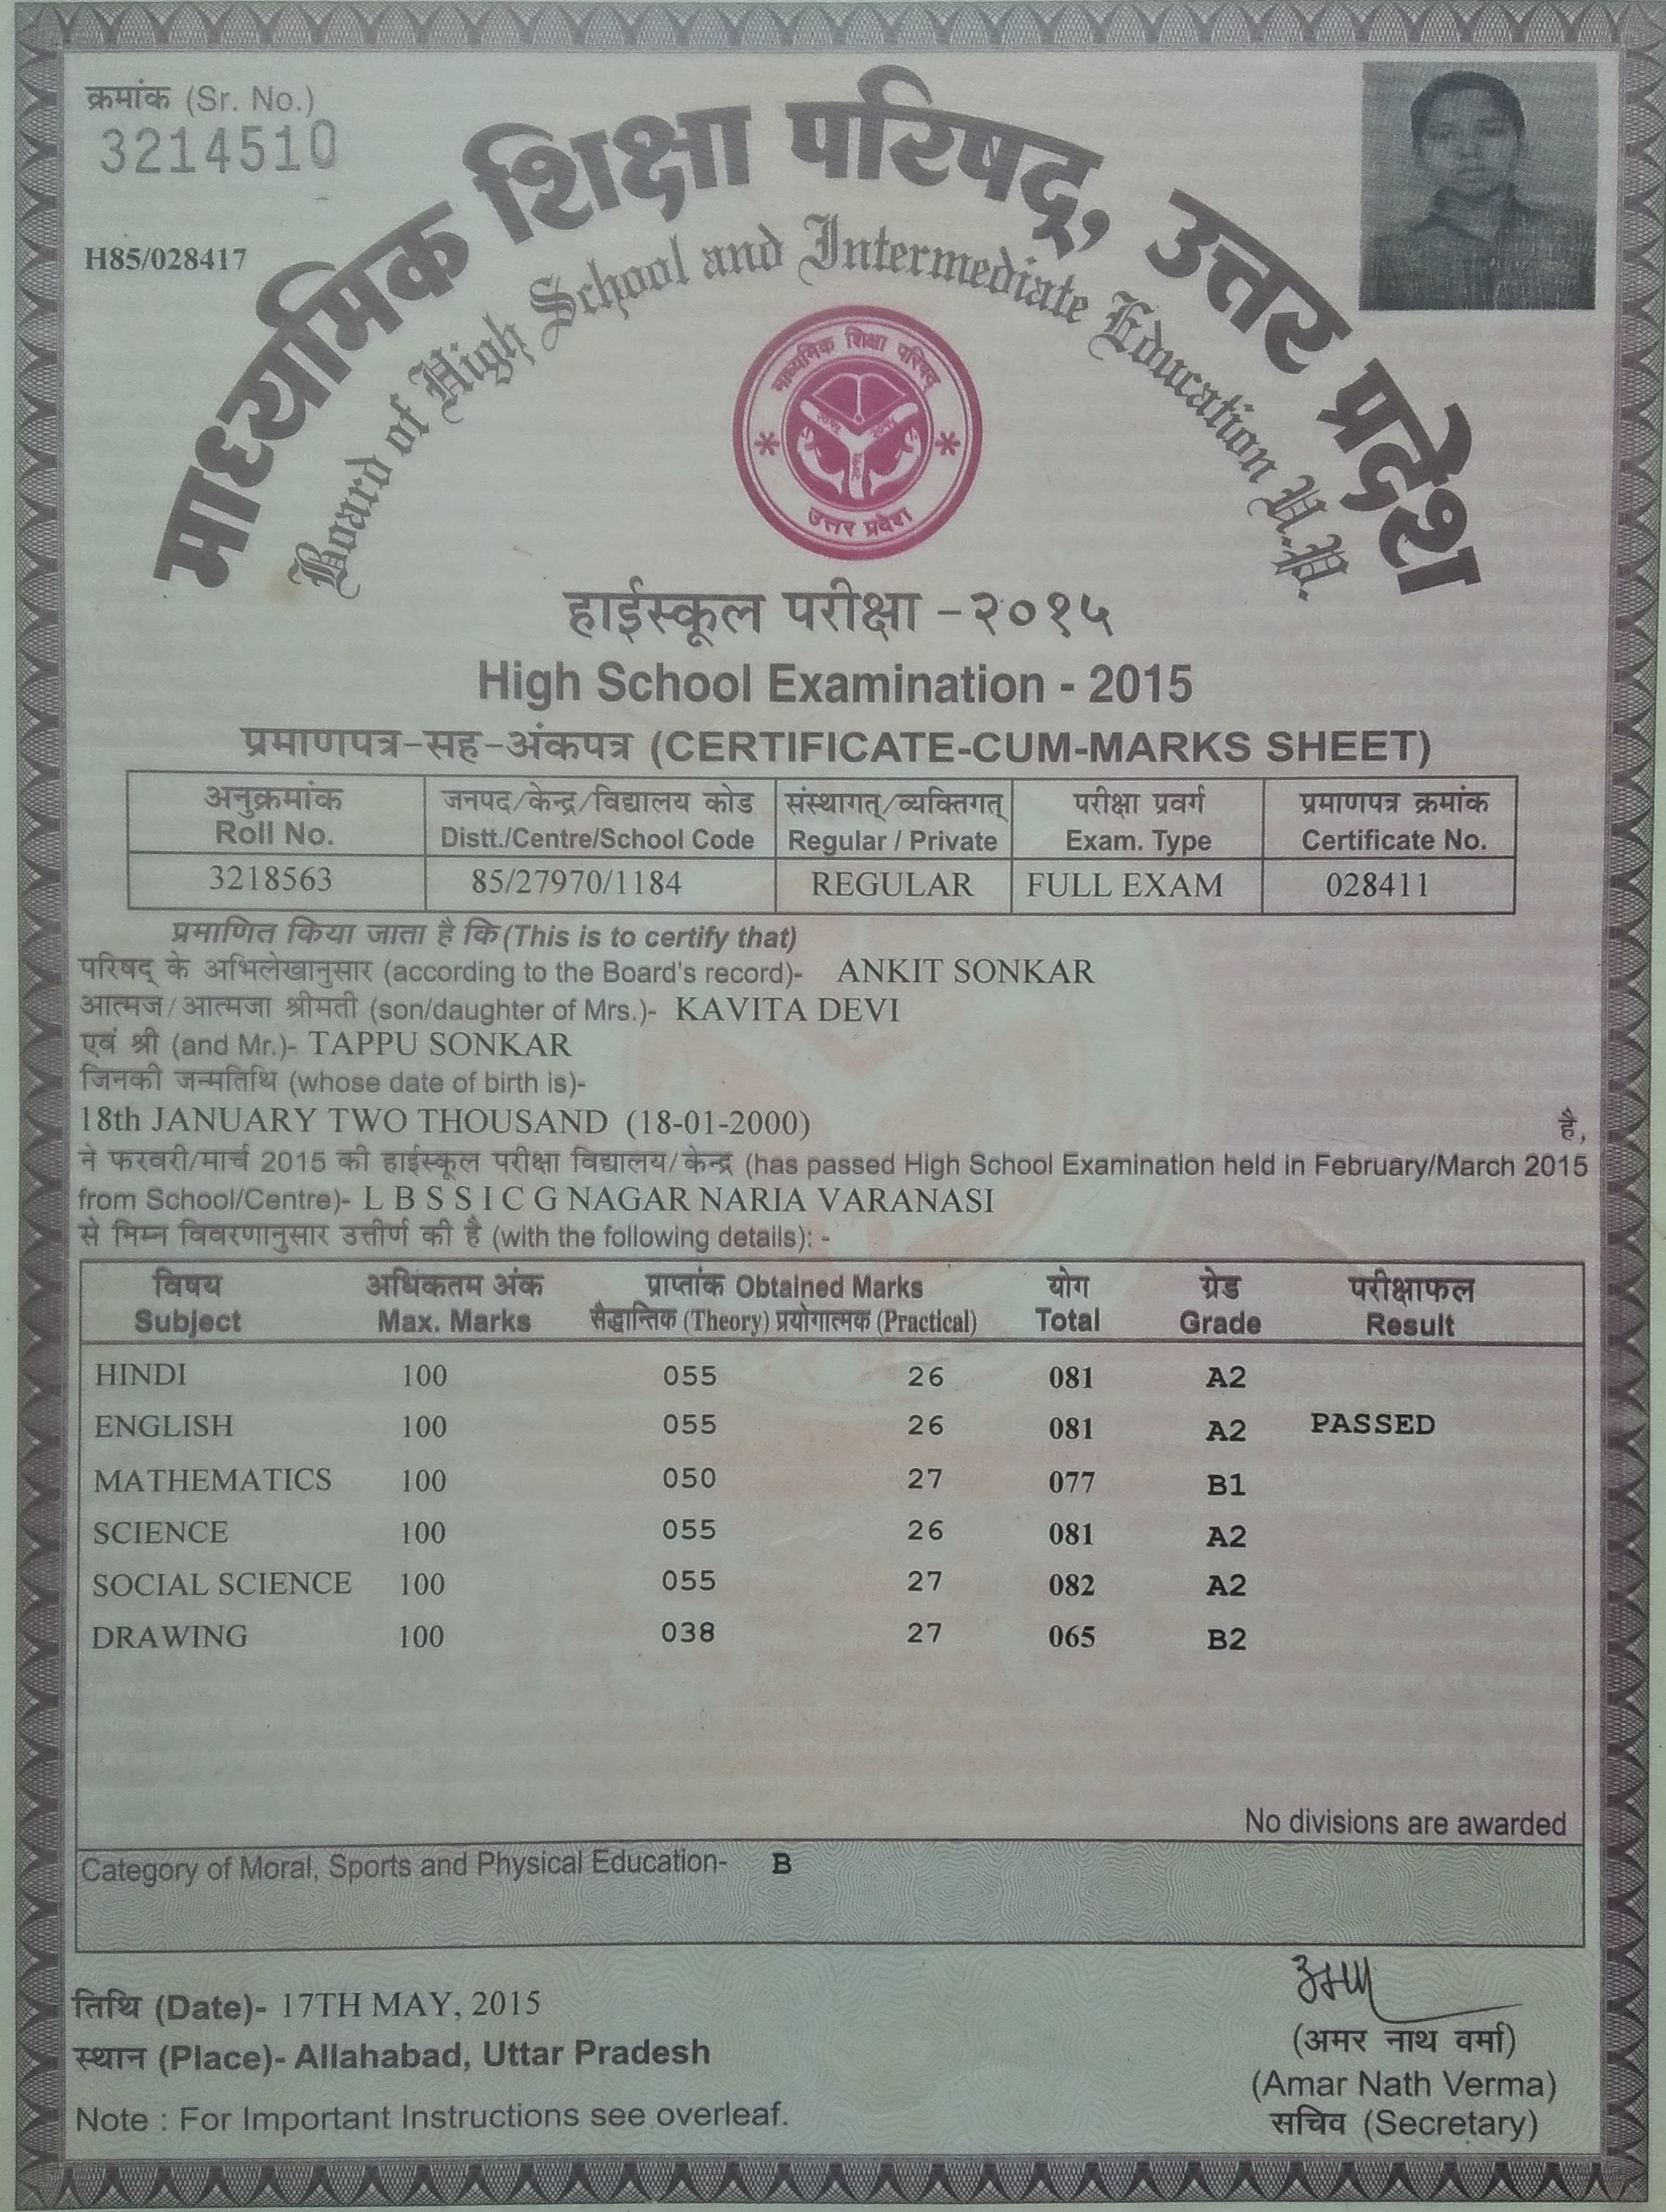 क्रमांक (Sr. No.)
3214510
H85/028417
माध्यमिक शिक्षा परिषद्, उत्तर प्रदेश
Board of High School and Intermediate Education U.P.
माध्यमिक शिक्षा परिषद्
उत्तर प्रदेश
हाईस्कूल परीक्षा -२०१५
High School Examination - 2015
प्रमाणपत्र-सह-अंकपत्र (CERTIFICATE-CUM-MARKS SHEET)
अनुक्रमांक जनपद/केन्द्र/विद्यालय कोड संस्थागत्/व्यक्तिगत् परीक्षा प्रवर्ग प्रमाणपत्र क्रमांक
Roll No. Distt./Centre/School Code Regular / Private Exam. Type Certificate No.
3218563 85/27970/1184 REGULAR FULL EXAM 028411
प्रमाणित किया जाता है कि (This is to certify that)
परिषद् के अभिलेखानुसार (according to the Board's record)- ANKIT SONKAR
आत्मज/आत्मजा श्रीमती (son/daughter of Mrs.)- KAVITA DEVI
एवं श्री (and Mr.)- TAPPU SONKAR
जिनकी जन्मतिथि (whose date of birth is)-
18th JANUARY TWO THOUSAND (18-01-2000) है,
ने फरवरी/मार्च 2015 की हाईस्कूल परीक्षा विद्यालय/केन्द्र (has passed High School Examination held in February/March 2015
from School/Centre)- L B S S I C G NAGAR NARIA VARANASI
से निम्न विवरणानुसार उत्तीर्ण की है (with the following details): -
विषय अधिकतम अंक प्राप्तांक Obtained Marks योग ग्रेड परीक्षाफल
Subject Max. Marks सैद्धान्तिक (Theory) प्रयोगात्मक (Practical) Total Grade Result
HINDI 100 055 26 081 A2
ENGLISH 100 055 26 081 A2 PASSED
MATHEMATICS 100 050 27 077 B1
SCIENCE 100 055 26 081 A2
SOCIAL SCIENCE 100 055 27 082 A2
DRAWING 100 038 27 065 B2
No divisions are awarded
Category of Moral, Sports and Physical Education- B
तिथि (Date)- 17TH MAY, 2015
स्थान (Place)- Allahabad, Uttar Pradesh
Note : For Important Instructions see overleaf.
(अमर नाथ वर्मा)
(Amar Nath Verma)
सचिव (Secretary)